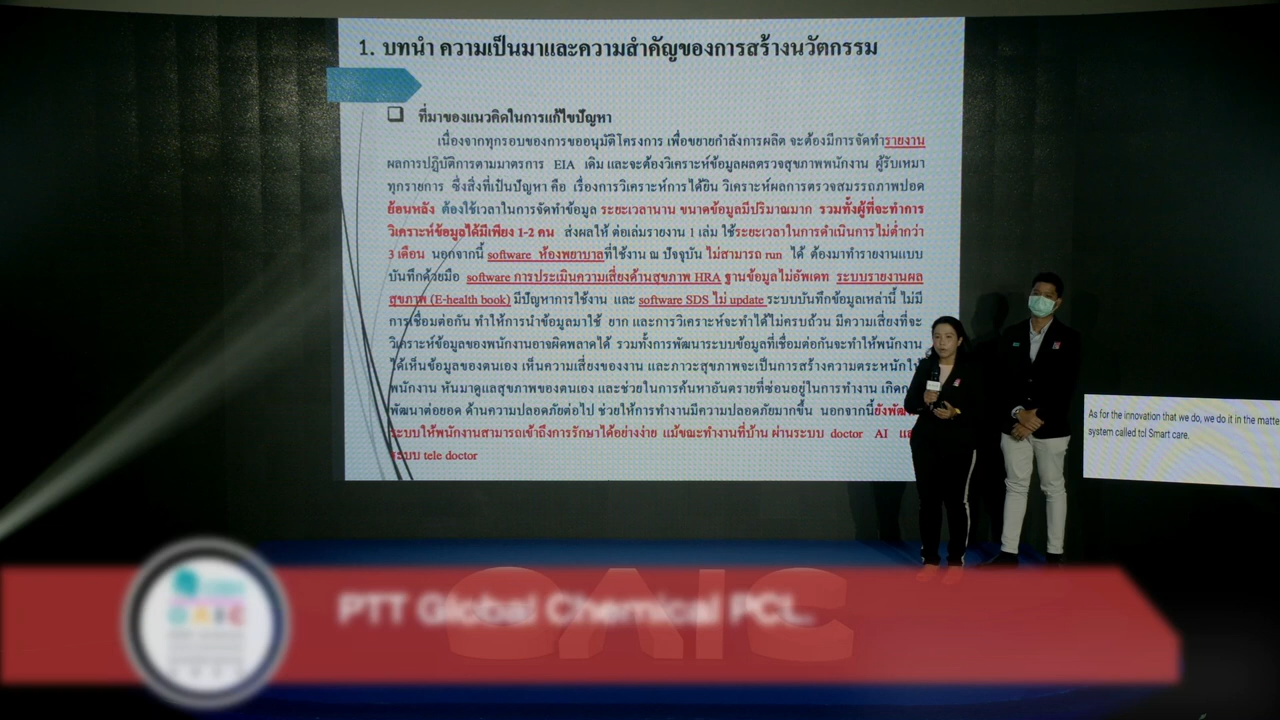 1. บทนำ ความเป็นมาและความสำคัญของการสร้างนวัตกรรม
❑ ที่มาของแนวคิดในการแก้ไขปัญหา
เนื่องจากทุกรอบของการขออนุมัติโครงการ เพื่อขยายกำลังการผลิต จะต้องมีการจัดทำรายงาน
ผลการปฏิบัติการตามมาตรการ EIA เดิม และจะต้องวิเคราะห์ข้อมูลผลตรวจสุขภาพพนักงาน ผู้รับเหมา
ทุกรายการ ซึ่งสิ่งที่เป็นปัญหา คือ เรื่องการวิเคราะห์การได้ยิน วิเคราะห์ผลการตรวจสมรรถภาพปอด
ย้อนหลัง ต้องใช้เวลาในการจัดทำข้อมูล ระยะเวลานาน ขนาดข้อมูลมีปริมาณมาก รวมทั้งผู้ที่จะทำการ
วิเคราะห์ข้อมูลได้มีเพียง 1-2 คน ส่งผลให้ ต่อเล่มรายงาน 1 เล่ม ใช้ระยะเวลาในการดำเนินการไม่ต่ำกว่า
3 เดือน นอกจากนี้ software ห้องพยาบาลที่ใช้งาน ณ ปัจจุบัน ไม่สามารถ run ได้ ต้องมาทำรายงานแบบ
บันทึกด้วยมือ software การประเมินความเสี่ยงด้านสุขภาพ HRA ฐานข้อมูลไม่อัพเดท ระบบรายงานผล
สุขภาพ (E-health book) มีปัญหาการใช้งาน และ software SDS ไม่ update ระบบบันทึกข้อมูลเหล่านี้ ไม่มี
การเชื่อมต่อกัน ทำให้การนำข้อมูลมาใช้ ยาก และการวิเคราะห์จะทำได้ไม่ครบถ้วน มีความเสี่ยงที่จะ
วิเคราะห์ข้อมูลของพนักงานอาจผิดพลาดได้ รวมทั้งการพัฒนาระบบข้อมูลที่เชื่อมต่อกันจะทำให้พนักงาน
ได้เห็นข้อมูลของตนเอง เห็นความเสี่ยงของงาน และภาวะสุขภาพจะเป็นการสร้างความตระหนักให้
พนักงาน หันมาดูแลสุขภาพของตนเอง และช่วยในการค้นหาอันตรายที่ซ่อนอยู่ในการทำงาน
พัฒนาต่อยอด ด้านความปลอดภัยต่อไป ช่วยให้การทำงานมีความปลอดภัยมากขึ้น นอกจากนี้
ระบบให้พนักงานสามารถเข้าถึงการรักษาได้อย่างง่าย แม้ขณะทำงานที่บ้าน ผ่านระบบ doctor AI
ระบบ tele doctor
As for the innovation that we do, we do it in the matte
system called tcl Smart care.
PTT Global Chemical PCL.
OAIC